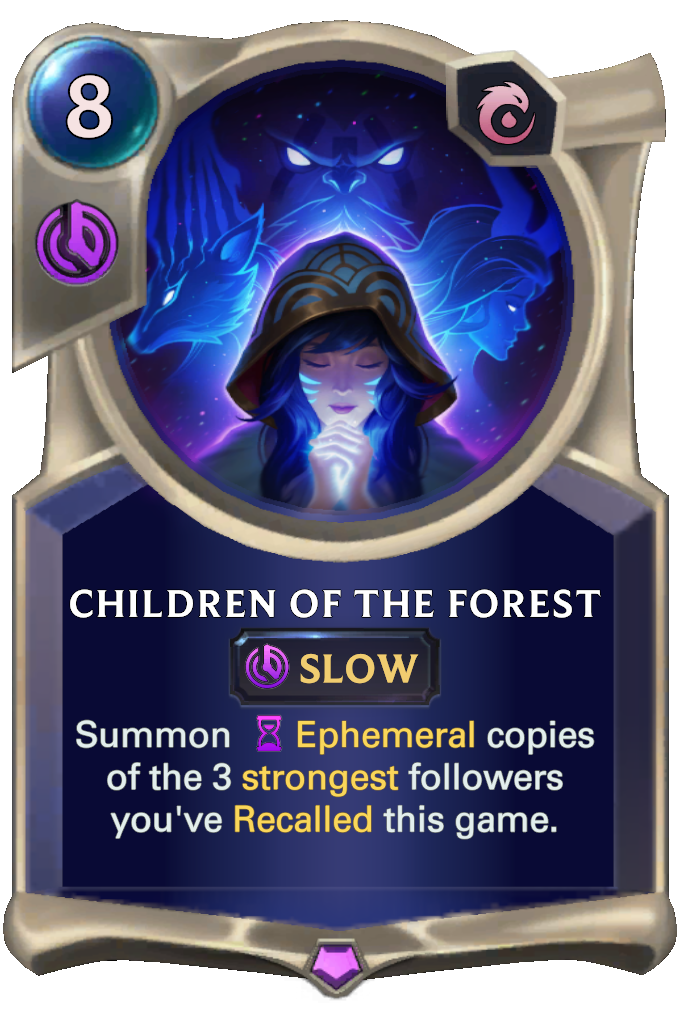 8
CHILDREN OF THE FOREST
SLOW
Summon Ephemeral copies
of the 3 strongest followers
you've Recalled this game.